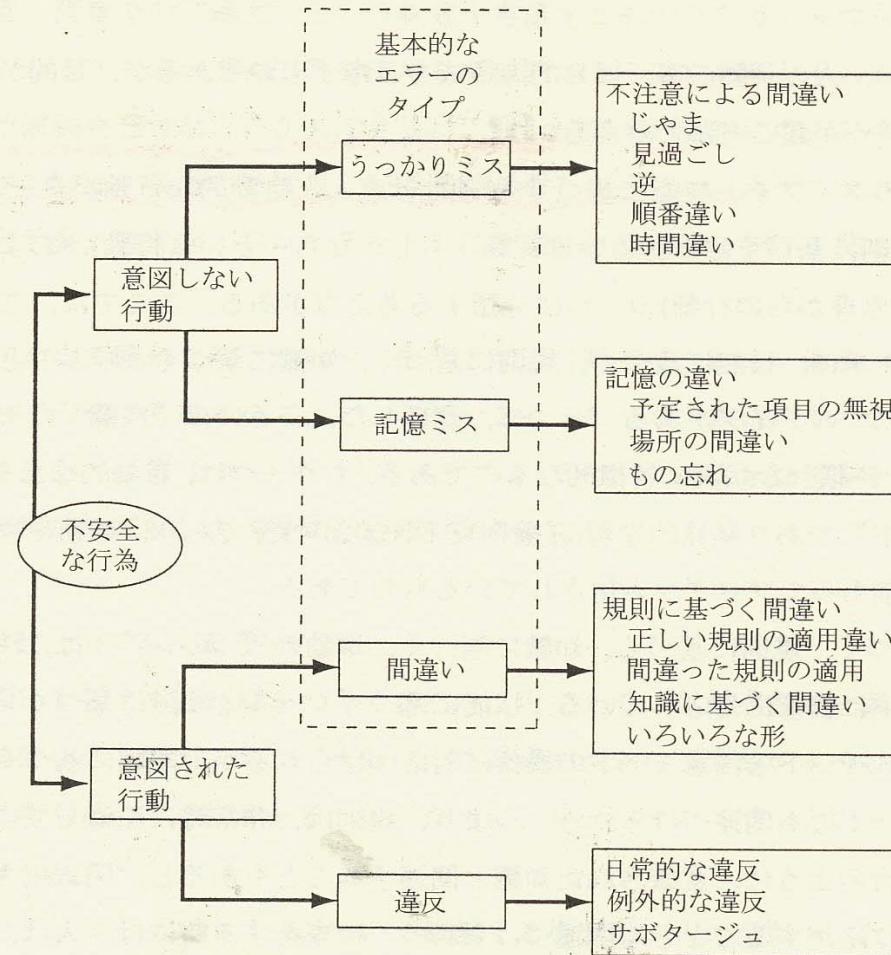 基本的な
エラーの
タイプ
うっかりミス
不注意による間違い
じゃま
見過ごし
逆
順番違い
時間違い
意図しない
行動
記憶ミス
記憶の違い
予定された項目の無視
場所の間違い
もの忘れ
不安全
な行為
間違い
規則に基づく間違い
正しい規則の適用違い
間違った規則の適用
知識に基づく間違い
いろいろな形
意図された
行動
違反
日常的な違反
例外的な違反
サボタージュ